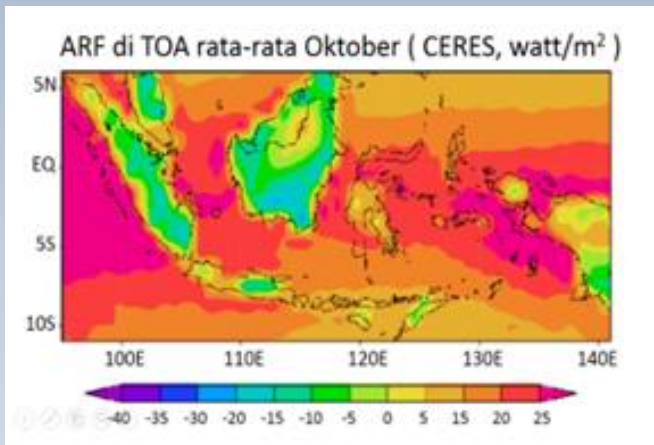 ARF di TOA rata-rata Oktober ( CERES, watt/m² )
5N
EQ
5S
10S
100E 110E 120E 130E 140E
-40 -35 -30 -20 -15 -10 -5 0 5 15 20 25